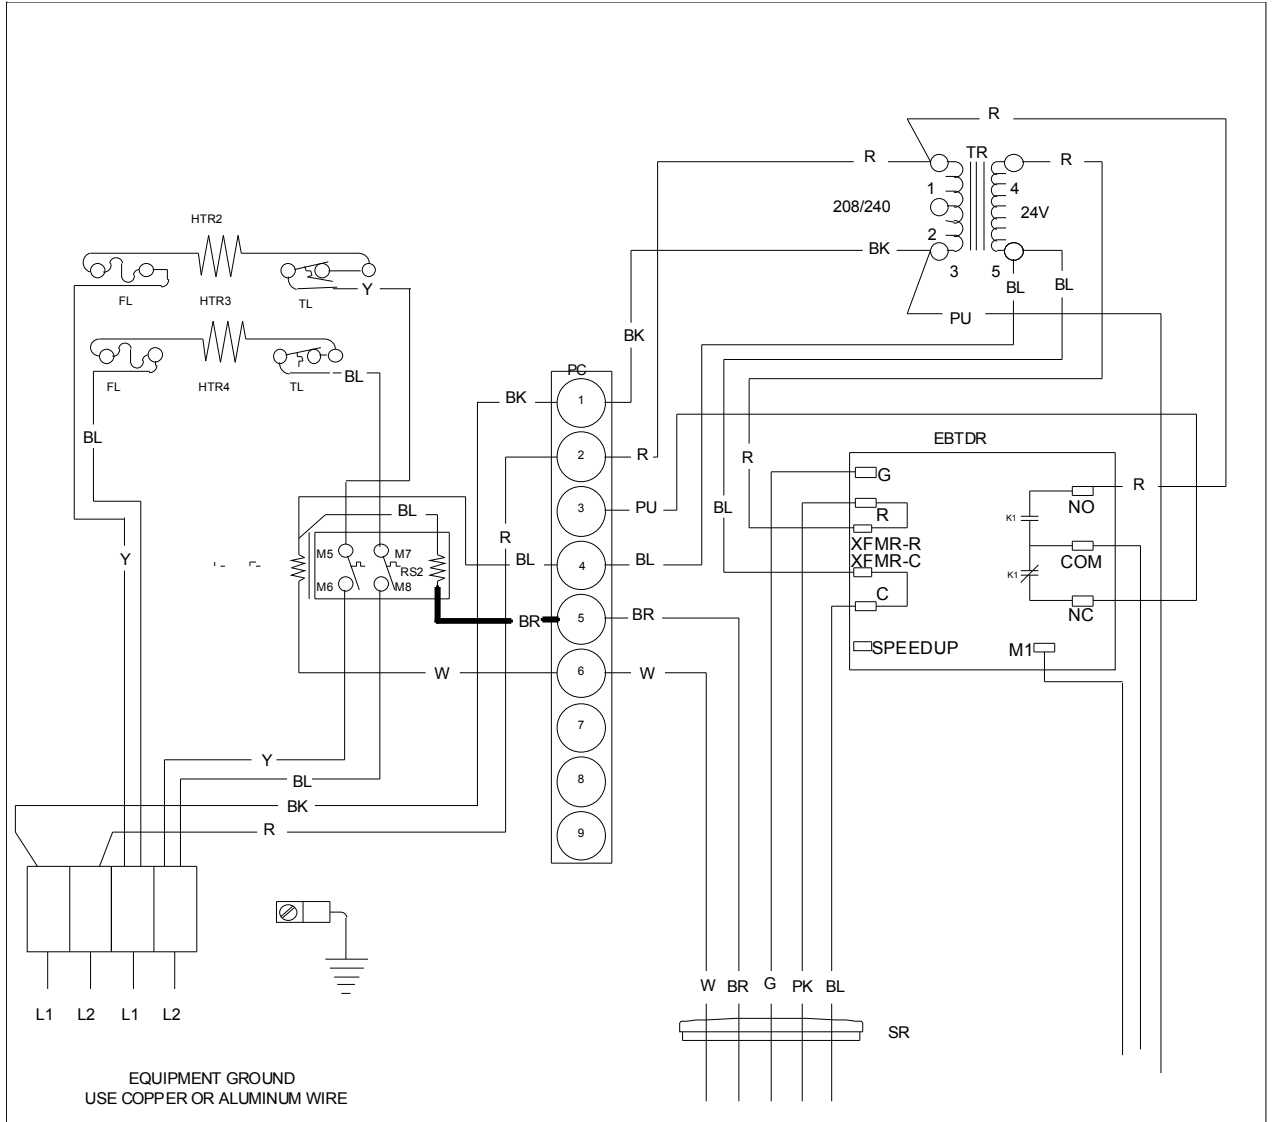 R
R
TR
R
1
4
208/240
24V
2
BK
3
5
BL
BL
PU
HTR2
FL
HTR3
TL
Y
BK
FL
HTR4
TL
BL
PC
BK
1
BL
EBTDR
2
R
R
G
R
NO
R
3
PU
BL
R
K1
BL
M5
M7
Y
XFMR-R
XFMR-C
COM
BL
4
BL
RS2
K1
M6
M8
C
NC
BR
5
BR
SPEEDUP
M1
W
6
W
7
Y
BL
8
BK
R
9
W
BR
G
PK
BL
L1
L2
L1
L2
SR
EQUIPMENT GROUND
USE COPPER OR ALUMINUM WIRE